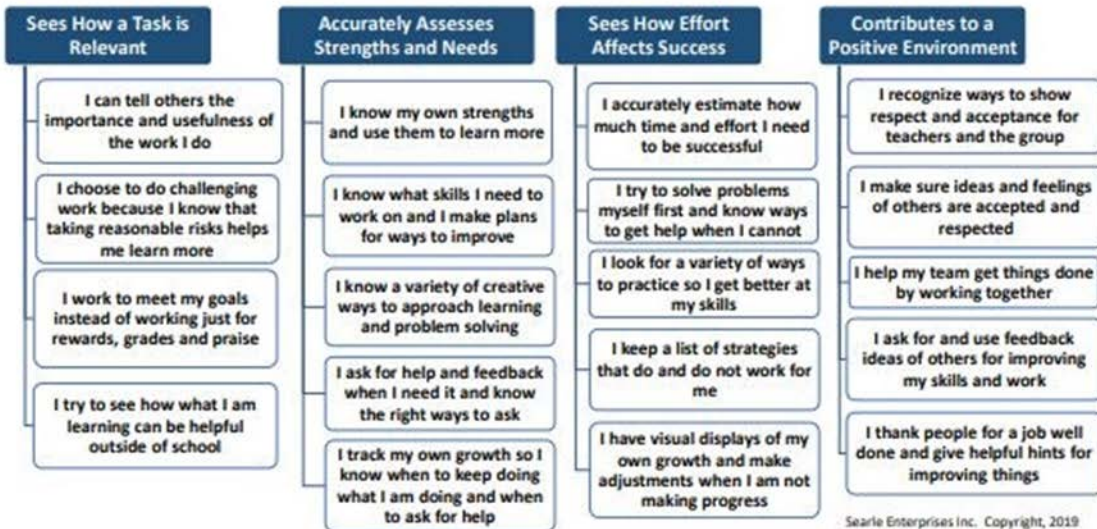 Sees How a Task is
Relevant
I can tell others the
importance and usefulness of
the work I do
I choose to do challenging
work because I know that
taking reasonable risks helps
me learn more
I work to meet my goals
instead of working just for
rewards, grades and praise
I try to see how what I am
learning can be helpful
outside of school
Accurately Assesses
Strengths and Needs
I know my own strengths
and use them to learn more
I know what skills I need to
work on and I make plans
for ways to improve
I know a variety of creative
ways to approach learning
and problem solving
I ask for help and feedback
when I need it and know
the right ways to ask
I track my own growth so I
know when to keep doing
what I am doing and when
to ask for help
Sees How Effort
Affects Success
I accurately estimate how
much time and effort I need
to be successful
I try to solve problems
myself first and know ways
to get help when I cannot
I look for a variety of ways
to practice so I get better at
my skills
I keep a list of strategies
that do and do not work for
me
I have visual displays of my
own growth and make
adjustments when I am not
making progress
Contributes to a
Positive Environment
I recognize ways to show
respect and acceptance for
teachers and the group
I make sure ideas and feelings
of others are accepted and
respected
I help my team get things done
by working together
I ask for and use feedback
ideas of others for improving
my skills and work
I thank people for a job well
done and give helpful hints for
improving things
Searle Enterprises Inc. Copyright, 2019